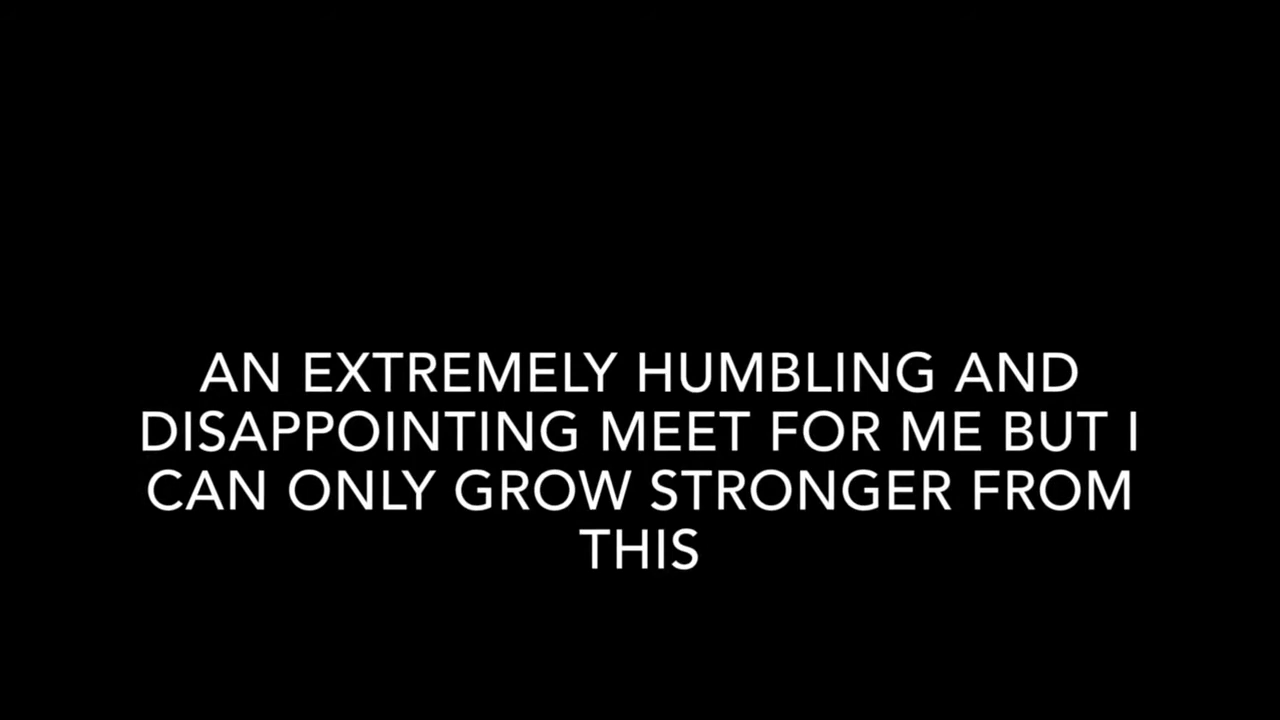 AN EXTREMELY HUMBLING AND
DISAPPOINTING MEET FOR ME BUT I
CAN ONLY GROW STRONGER FROM
THIS